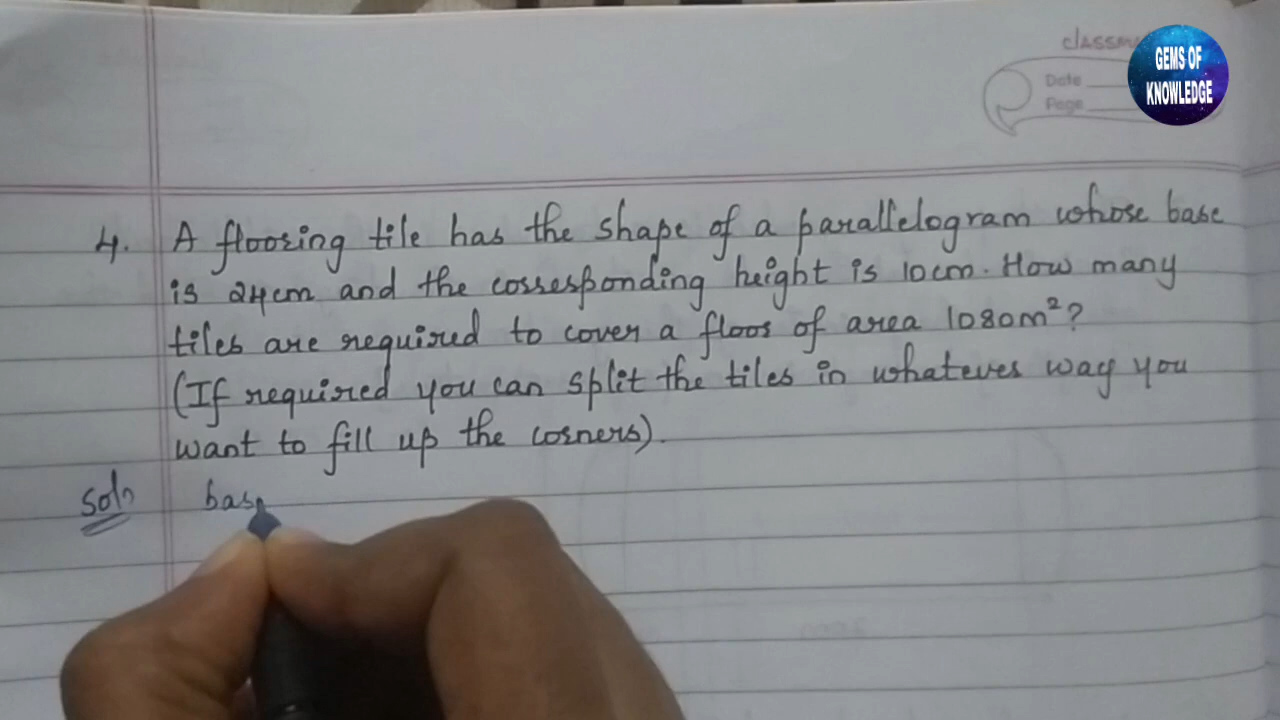 classm
GEMS OF
KNOWLEDGE
Date
Page
4. A flooring tile has the shape of a parallelogram whose base
is 24cm and the corresponding height is 10cm. How many
tiles are required to cover a floor of area 1080m²?
(If required you can split the tiles in whatever way you
want to fill up the corners).
Soln bas